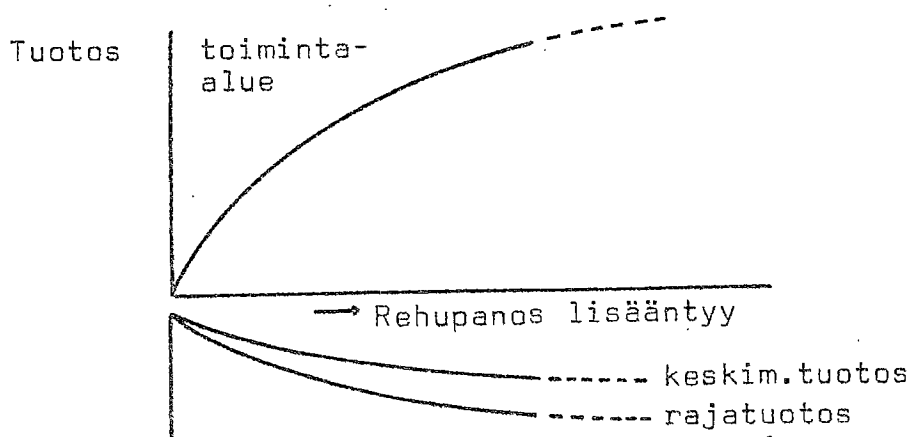 Tuotos
toiminta-
alue
→ Rehupanos lisääntyy
keskim.tuotos
rajatuotos